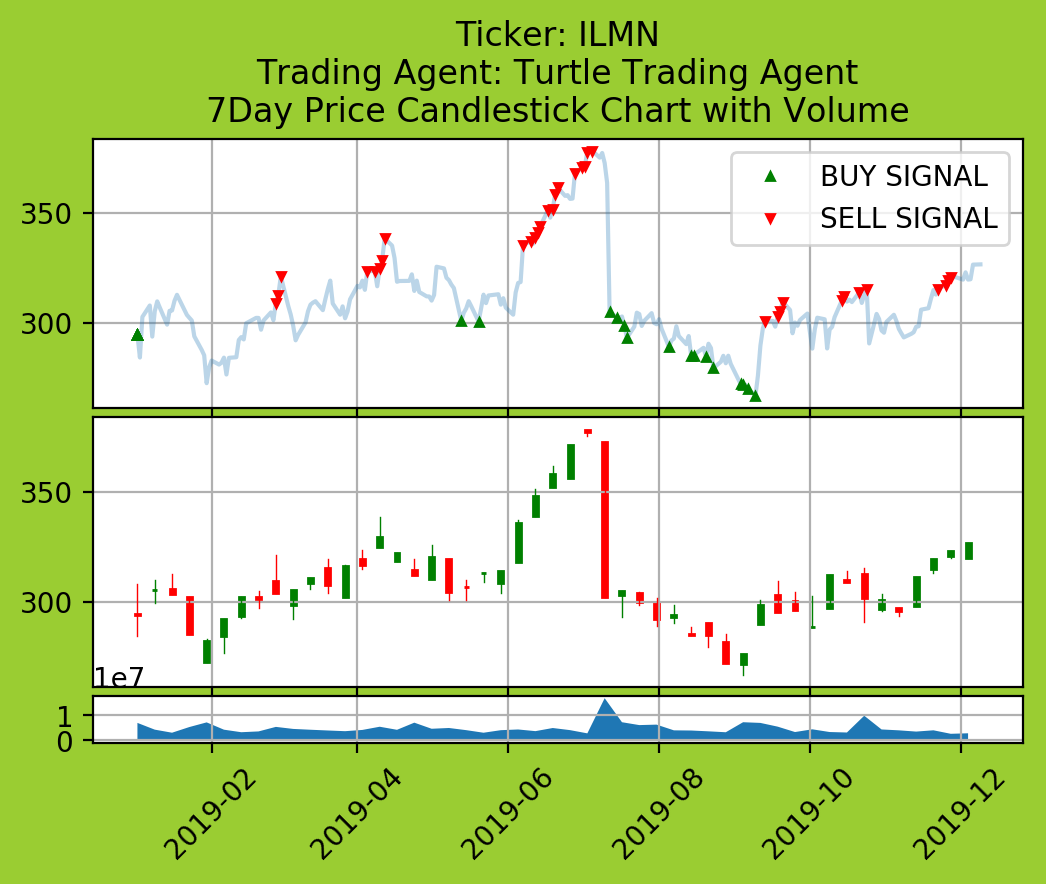 Ticker: ILMN
Trading Agent: Turtle Trading Agent
7Day Price Candlestick Chart with Volume
BUY SIGNAL
SELL SIGNAL
350
300
350
300
1e7
1
0
2019-02
2019-04
2019-06
2019-08
2019-10
2019-12